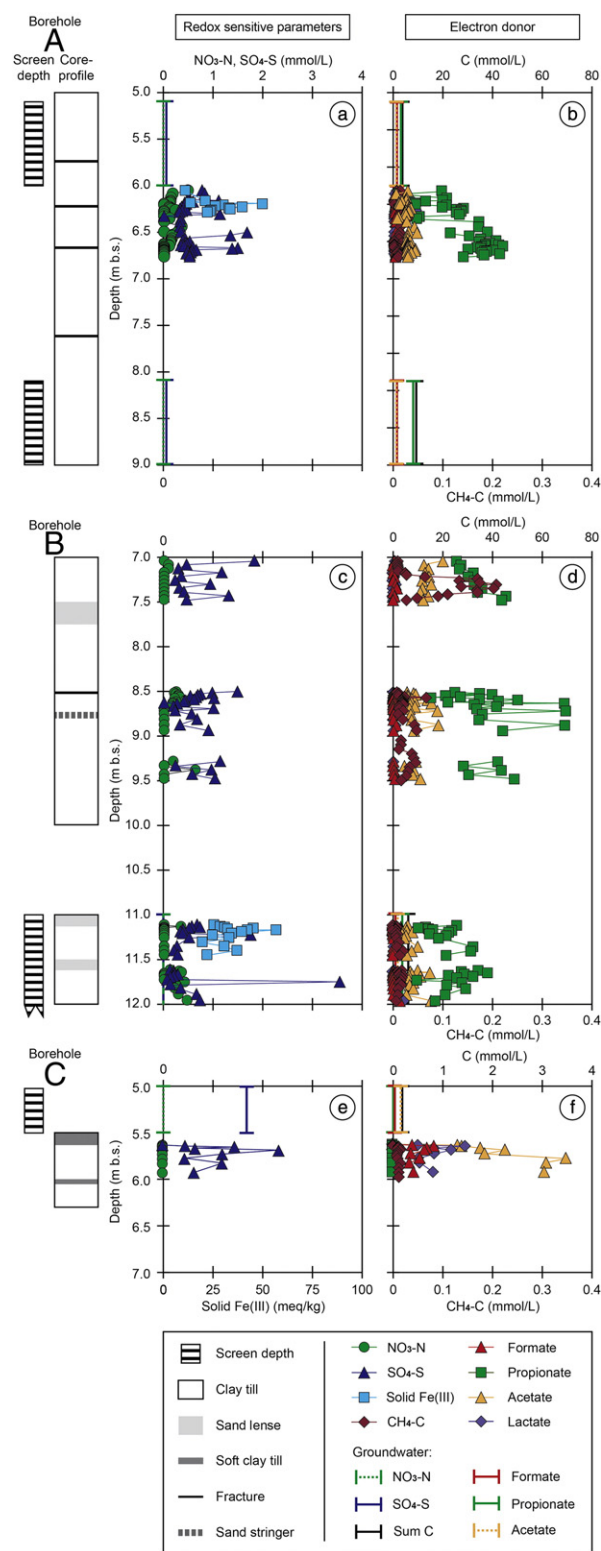 Redox sensitive parameters
Electron donor
Borehole
A
Screen depth
Core-profile
NO₃-N, SO₄-S (mmol/L)
0 1 2 3 4
C (mmol/L)
0 20 40 60 80
a
b
5.0
5.5
6.0
6.5
7.0
7.5
8.0
8.5
9.0
Depth (m b.s.)
0 0.1 0.2 0.3 0.4
CH₄-C (mmol/L)
Borehole
B
0
C (mmol/L)
0 20 40 60 80
c
d
7.0
7.5
8.0
8.5
9.0
9.5
10.0
10.5
11.0
11.5
12.0
Depth (m b.s.)
0 0.1 0.2 0.3 0.4
CH₄-C (mmol/L)
Borehole
C
0
C (mmol/L)
0 1 2 3 4
e
f
5.0
5.5
6.0
6.5
7.0
Depth (m b.s.)
0 25 50 75 100
Solid Fe(III) (meq/kg)
0 0.1 0.2 0.3 0.4
CH₄-C (mmol/L)
Screen depth
Clay till
Sand lense
Soft clay till
Fracture
Sand stringer
NO₃-N
SO₄-S
Solid Fe(III)
CH₄-C
Formate
Propionate
Acetate
Lactate
Groundwater:
NO₃-N
SO₄-S
Sum C
Formate
Propionate
Acetate